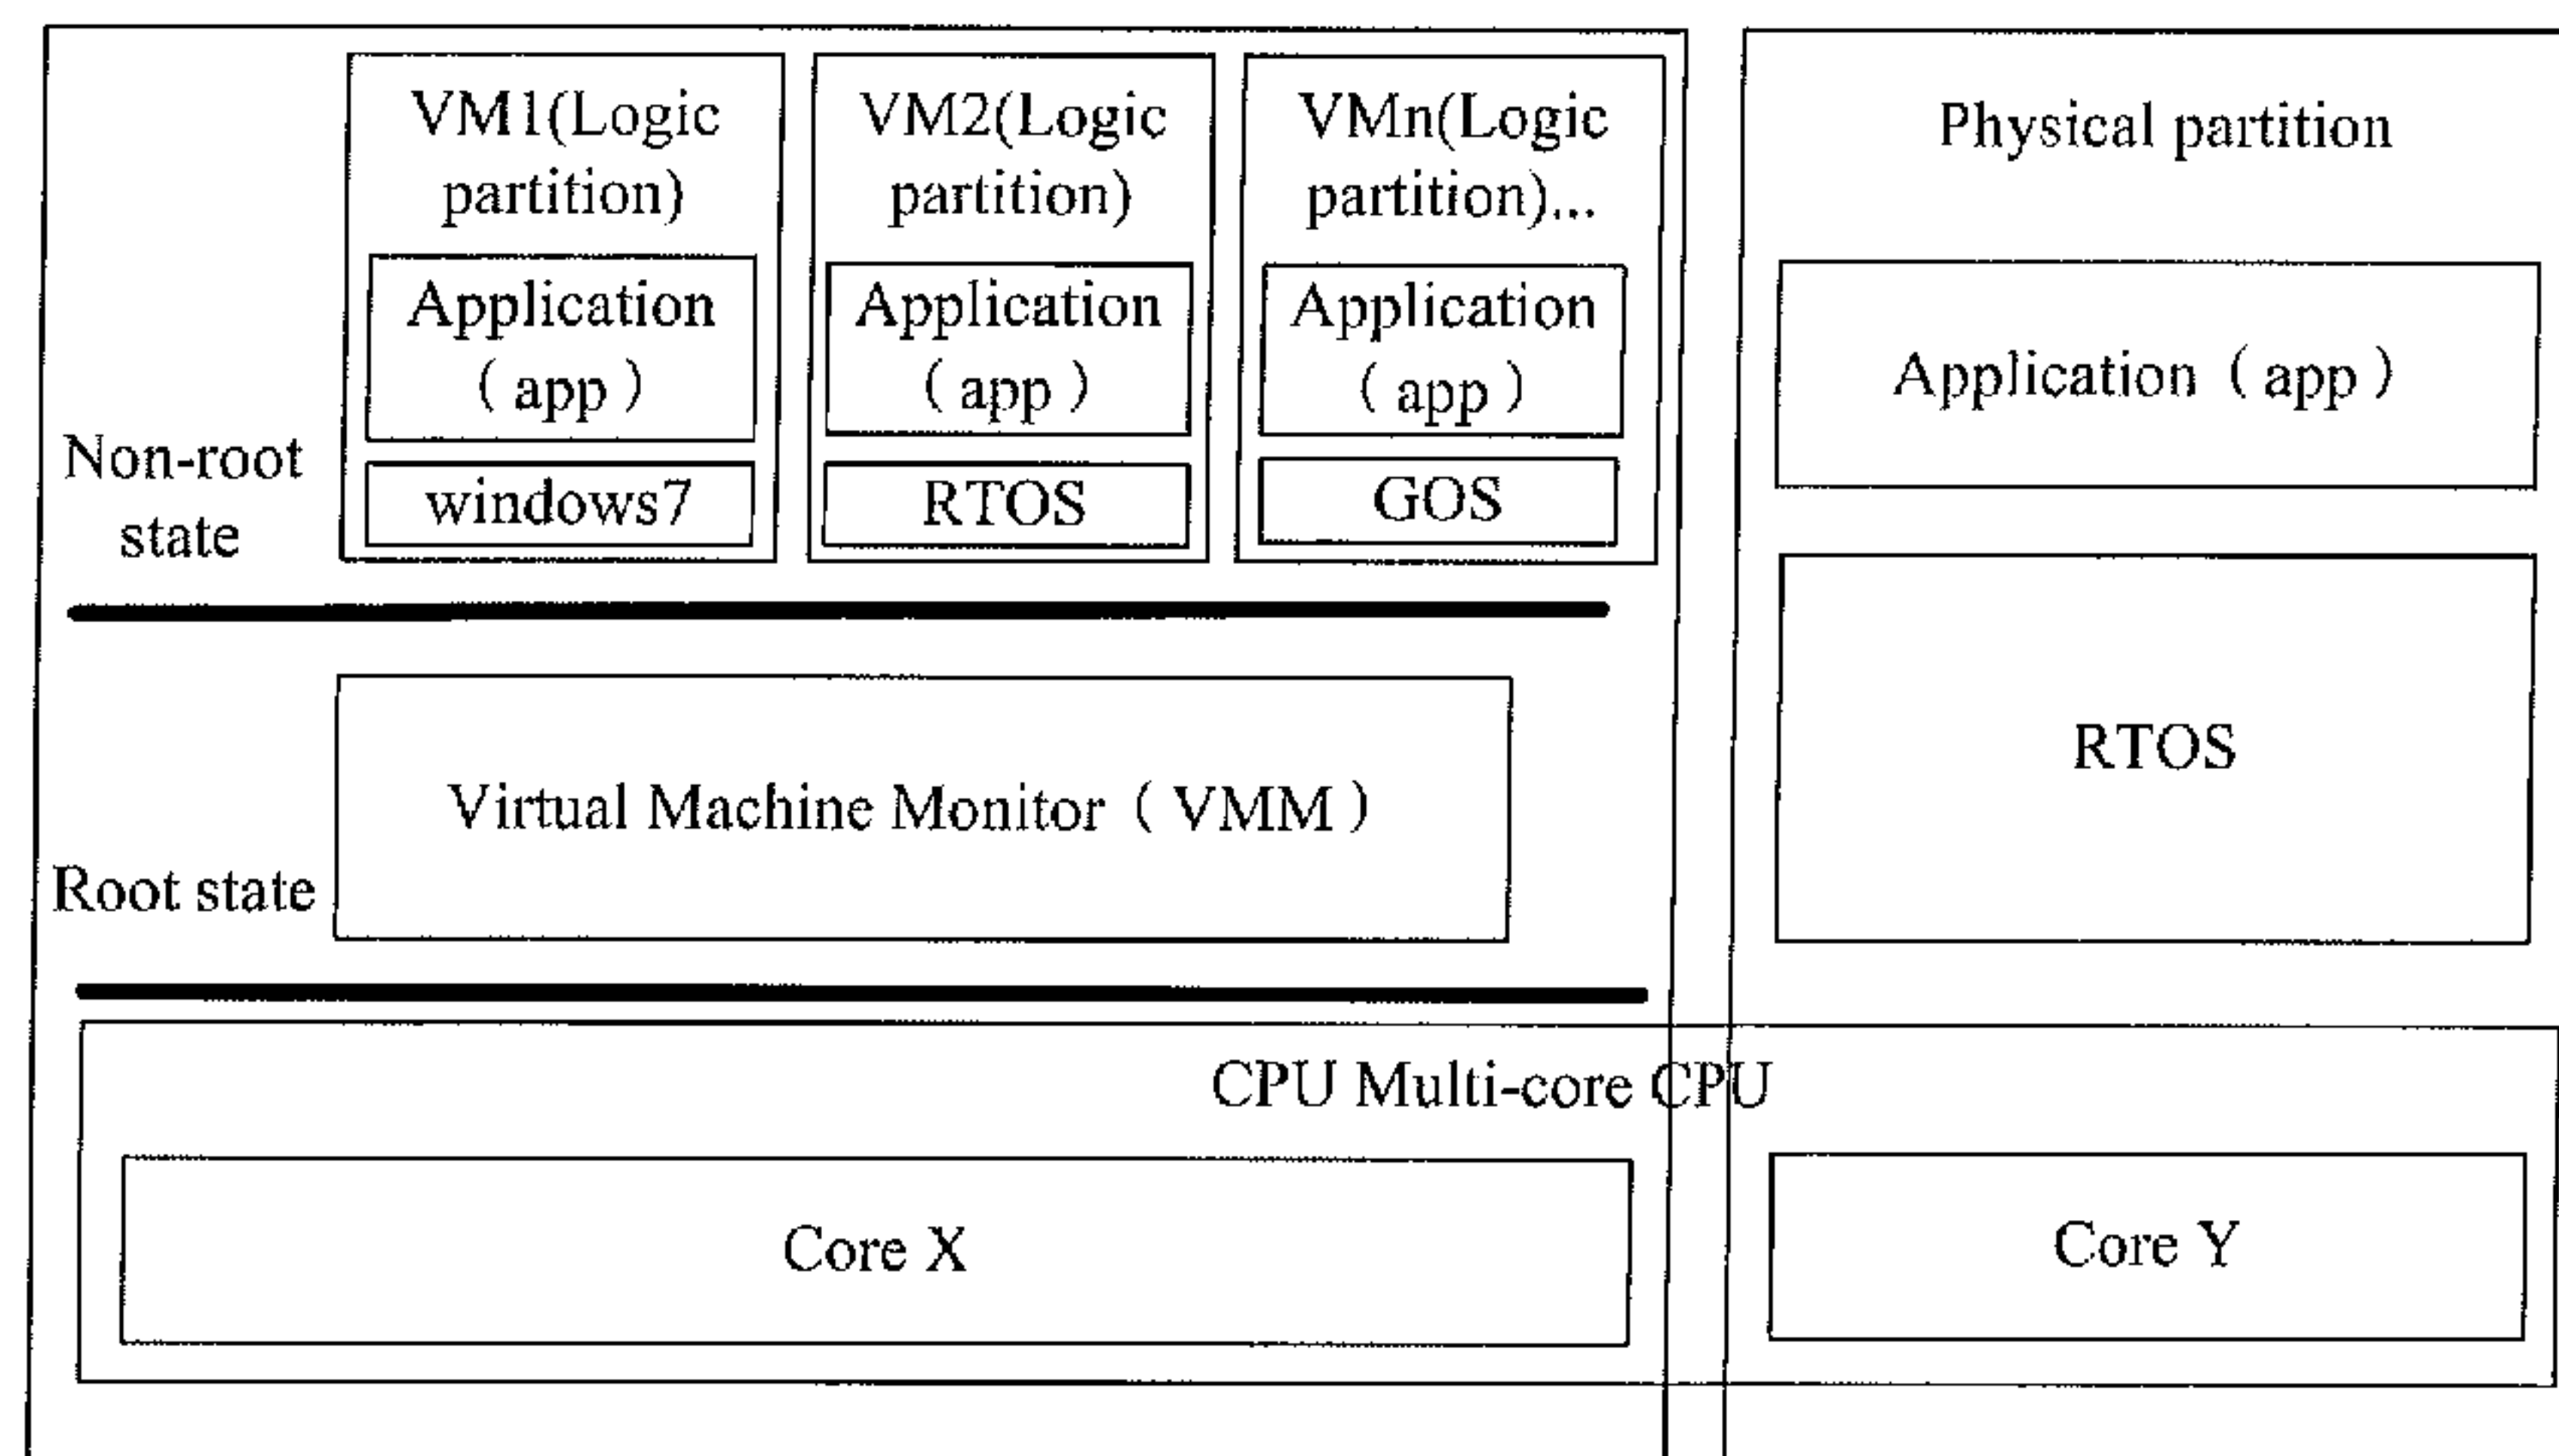 VM1(Logic
partition)
Application
( app )
windows7
VM2(Logic
partition)
Application
( app )
RTOS
VMn(Logic
partition)...
Application
( app )
GOS
Non-root
state
Virtual Machine Monitor ( VMM )
Root state
Physical partition
Application ( app )
RTOS
CPU Multi-core CPU
Core X
Core Y